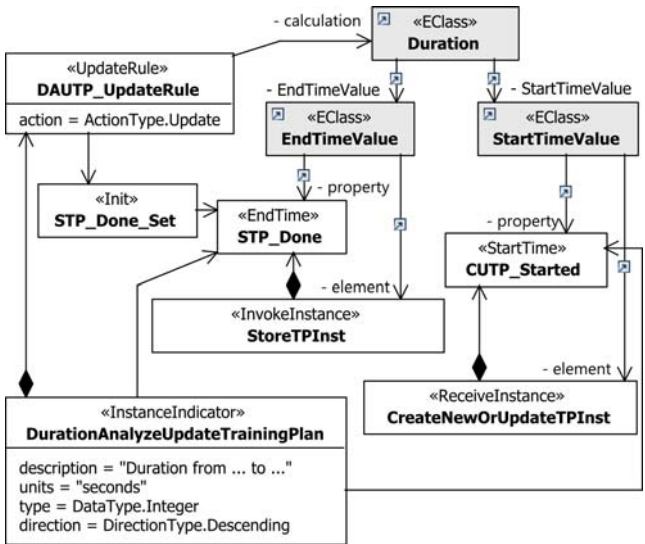 - calculation
«EClass»
Duration
«UpdateRule»
DAUTP_UpdateRule
action = ActionType.Update
- EndTimeValue
- StartTimeValue
«EClass»
EndTimeValue
«EClass»
StartTimeValue
«Init»
STP_Done_Set
- property
«EndTime»
STP_Done
- property
«StartTime»
CUTP_Started
- element
«InvokeInstance»
StoreTPInst
- element
«ReceiveInstance»
CreateNewOrUpdateTPInst
«InstanceIndicator»
DurationAnalyzeUpdateTrainingPlan
description = "Duration from ... to ..."
units = "seconds"
type = DataType.Integer
direction = DirectionType.Descending